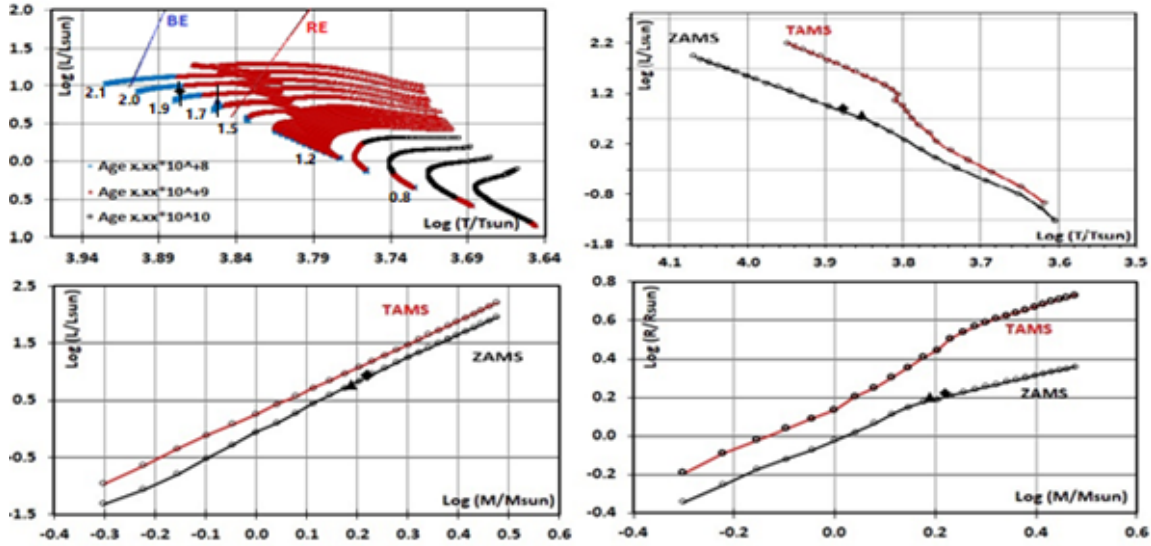 2.0
1.5
1.0
0.5
0.0
0.5
1.0
Log (L/Lsun)
BE
RE
2.1
2.0
1.9
1.7
1.5
1.2
0.8
Age x.xx*10^+8
Age x.xx*10^+9
Age x.xx*10^10
Log (T/Tsun)
3.94 3.89 3.84 3.79 3.74 3.69 3.64
2.2
1.2
0.2
-0.8
-1.8
Log (L/Lsun)
ZAMS
TAMS
Log (T/Tsun)
4.1 4.0 3.9 3.8 3.7 3.6 3.5
2.5
1.5
0.5
-0.5
-1.5
Log (L/Lsun)
TAMS
ZAMS
Log (M/Msun)
-0.4 -0.3 -0.2 -0.1 0.0 0.1 0.2 0.3 0.4 0.5 0.6
0.8
0.6
0.4
0.2
0.0
-0.2
-0.4
Log (R/Rsun)
TAMS
ZAMS
Log (M/Msun)
-0.4 -0.2 0.0 0.2 0.4 0.6